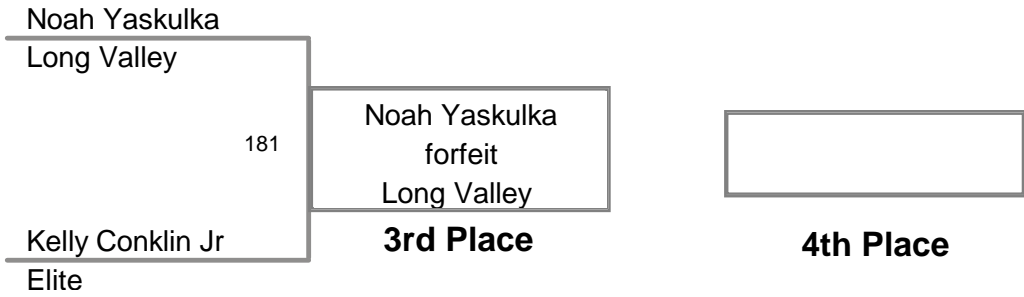 Noah Yaskulka
Long Valley
181
Noah Yaskulka
forfeit
Long Valley
3rd Place
4th Place
Kelly Conklin Jr
Elite